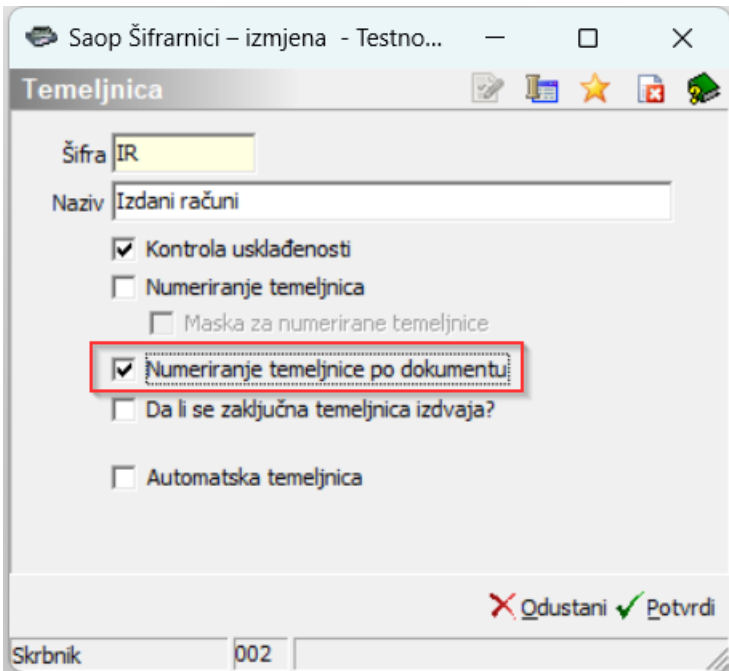 Saop Šifrarnici – izmjena - Testno...
Temeljnica
Šifra IR
Naziv Izdani računi
Kontrola usklađenosti
Numeriranje temeljnica
Maska za numerirane temeljnice
Numeriranje temeljnice po dokumentu
Da li se zaključna temeljnica izdvaja?
Automatska temeljnica
Odustani Potvrdi
Skrbnik 002